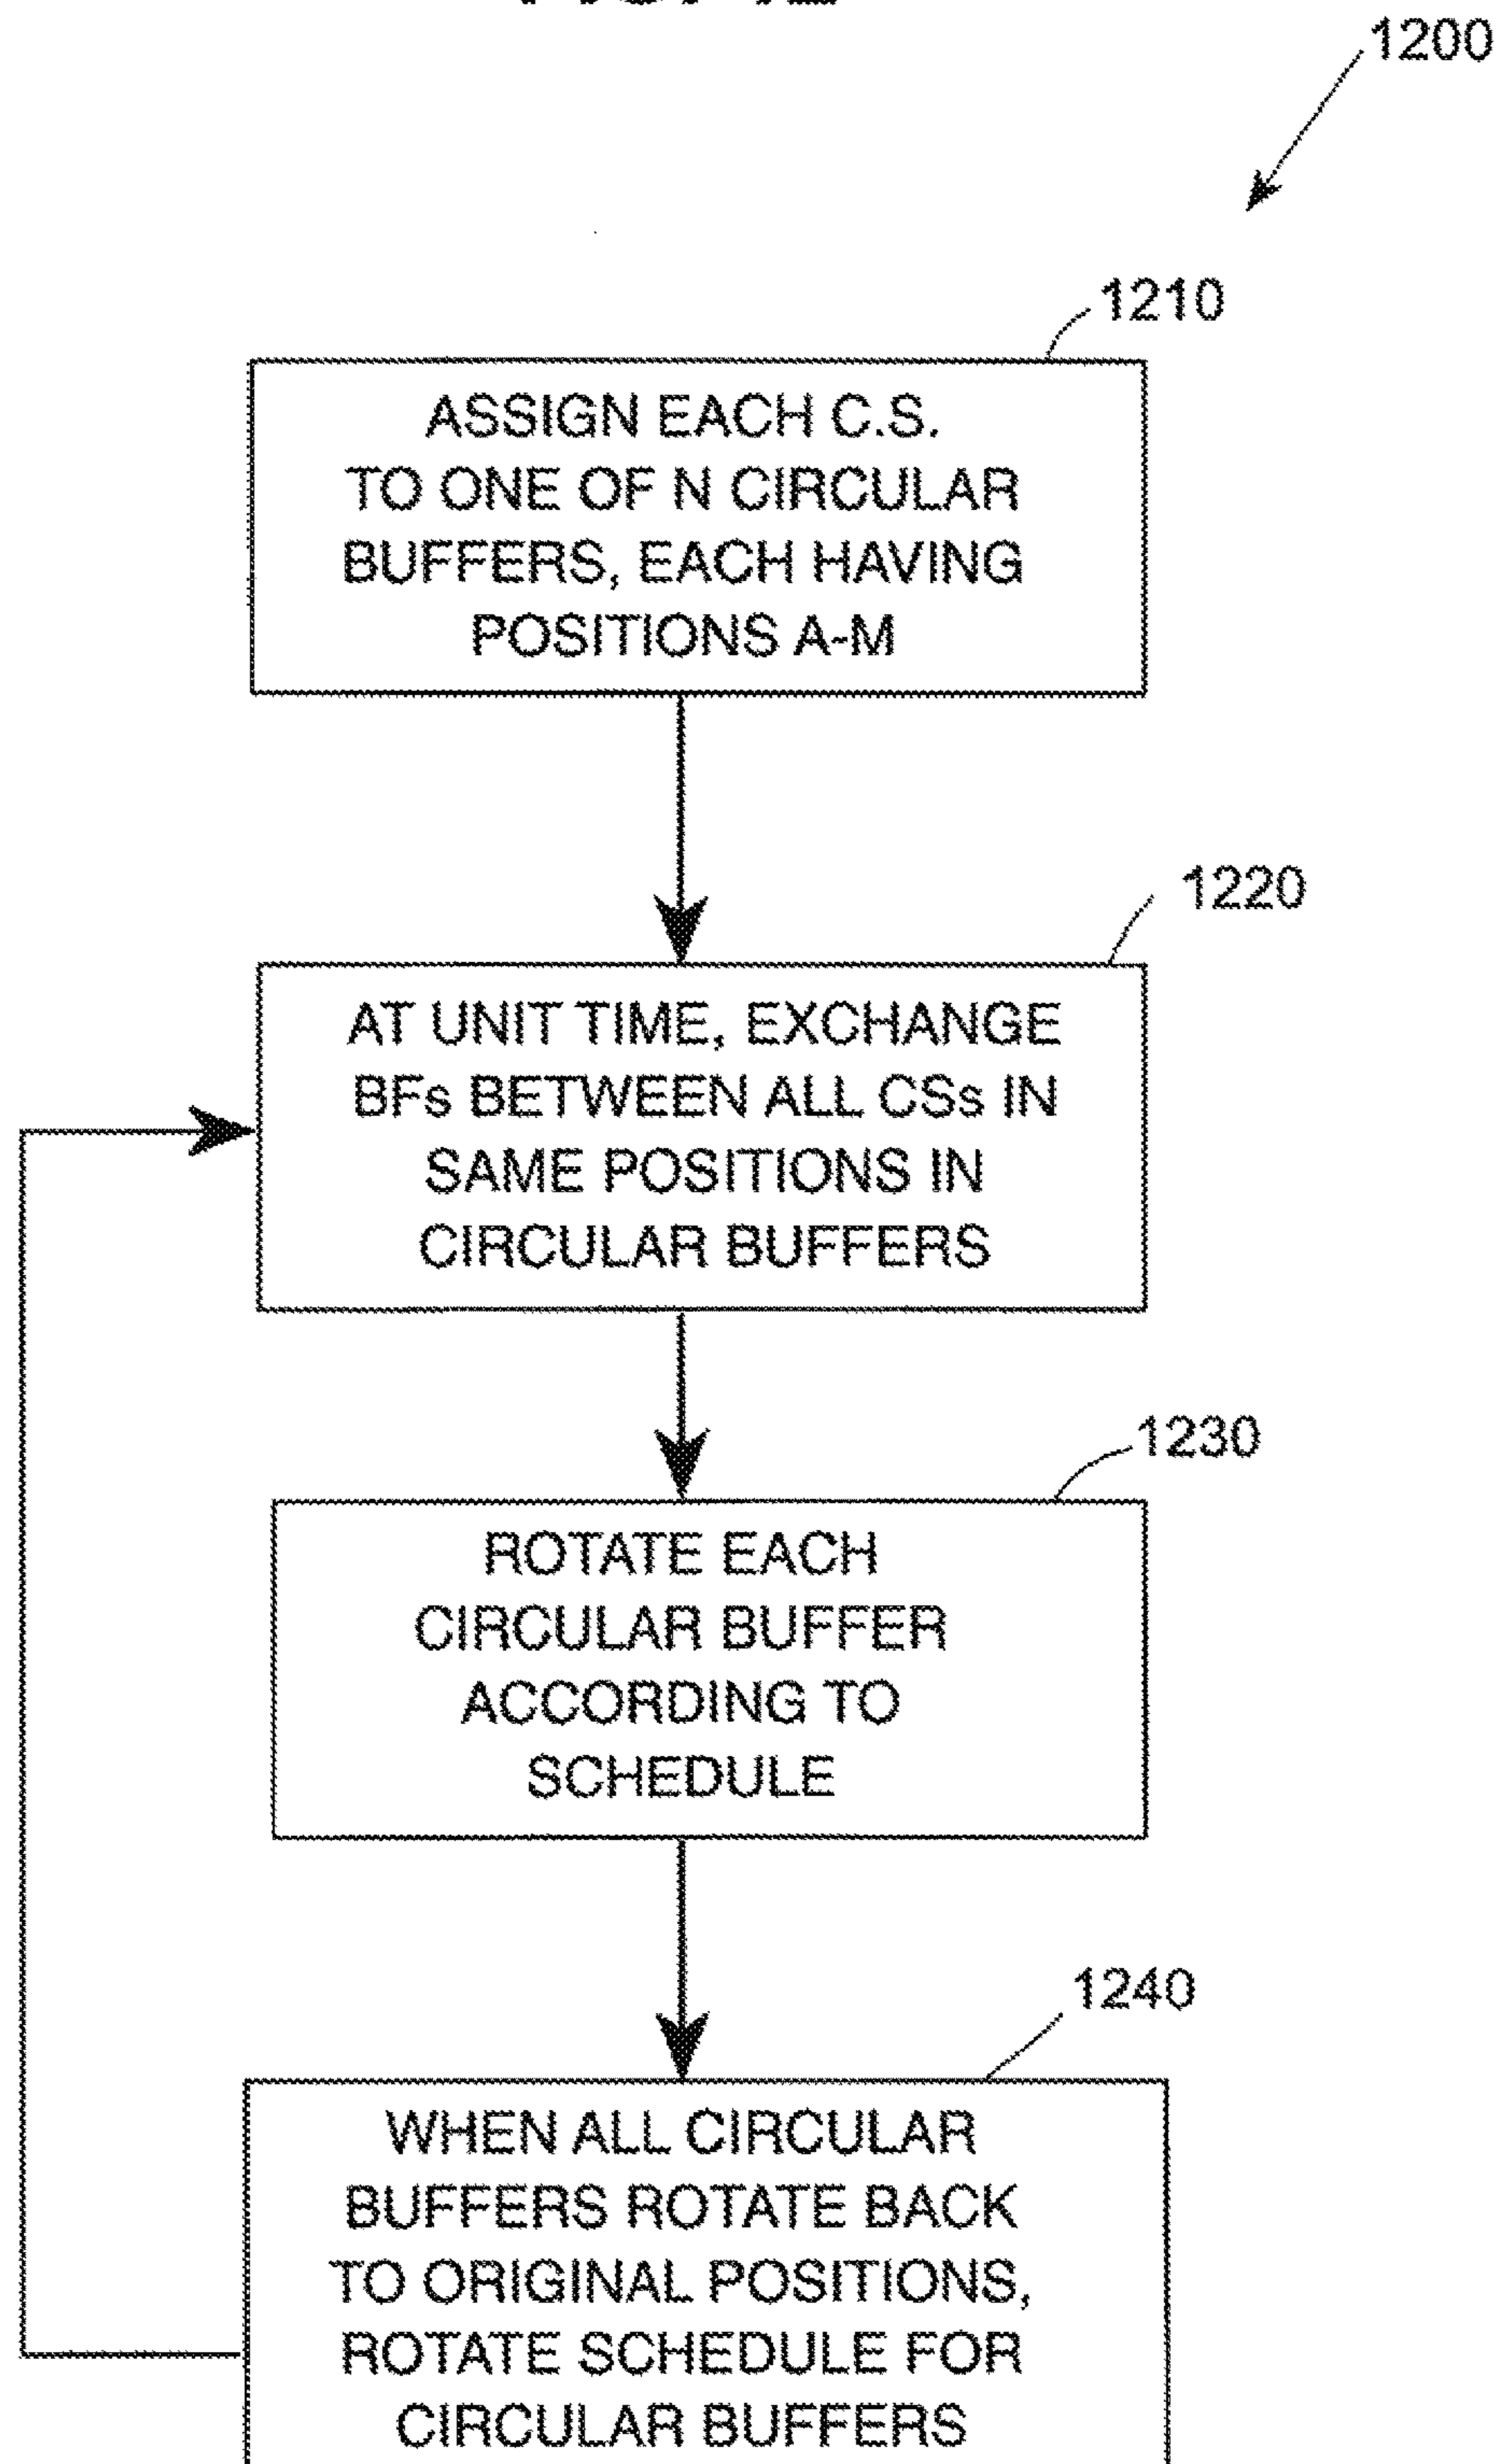 1200
1210
ASSIGN EACH C.S.
TO ONE OF N CIRCULAR
BUFFERS, EACH HAVING
POSITIONS A-M
1220
AT UNIT TIME, EXCHANGE
BFs BETWEEN ALL CSs IN
SAME POSITIONS IN
CIRCULAR BUFFERS
1230
ROTATE EACH
CIRCULAR BUFFER
ACCORDING TO
SCHEDULE
1240
WHEN ALL CIRCULAR
BUFFERS ROTATE BACK
TO ORIGINAL POSITIONS,
ROTATE SCHEDULE FOR
CIRCULAR BUFFERS